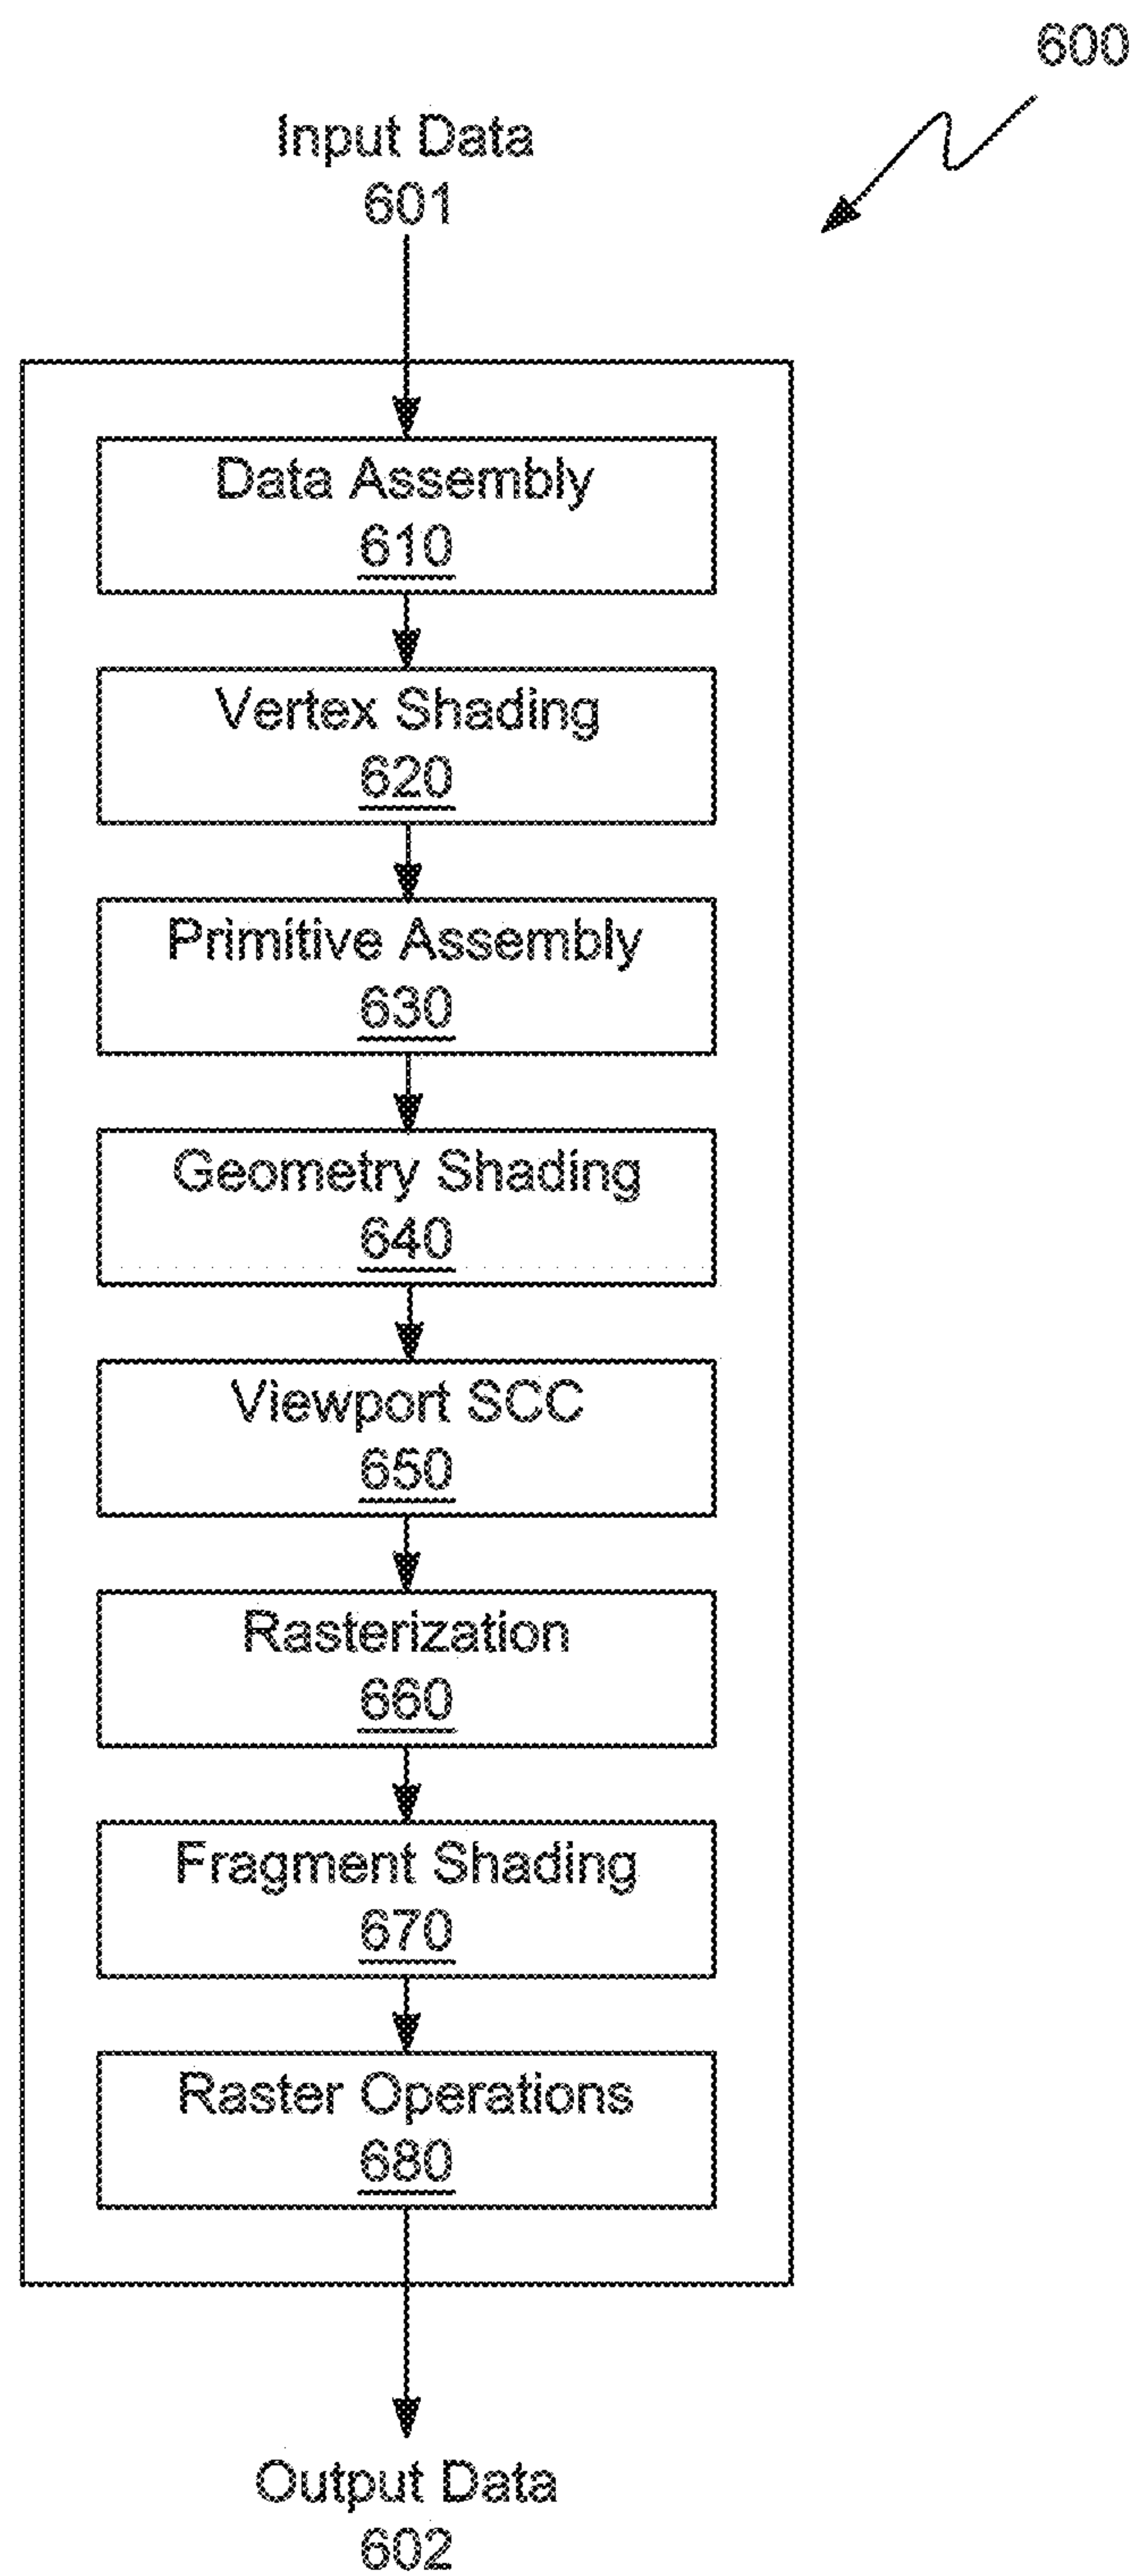 600
Input Data
601
Data Assembly
610
Vertex Shading
620
Primitive Assembly
630
Geometry Shading
640
Viewport SCC
650
Rasterization
660
Fragment Shading
670
Raster Operations
680
Output Data
602